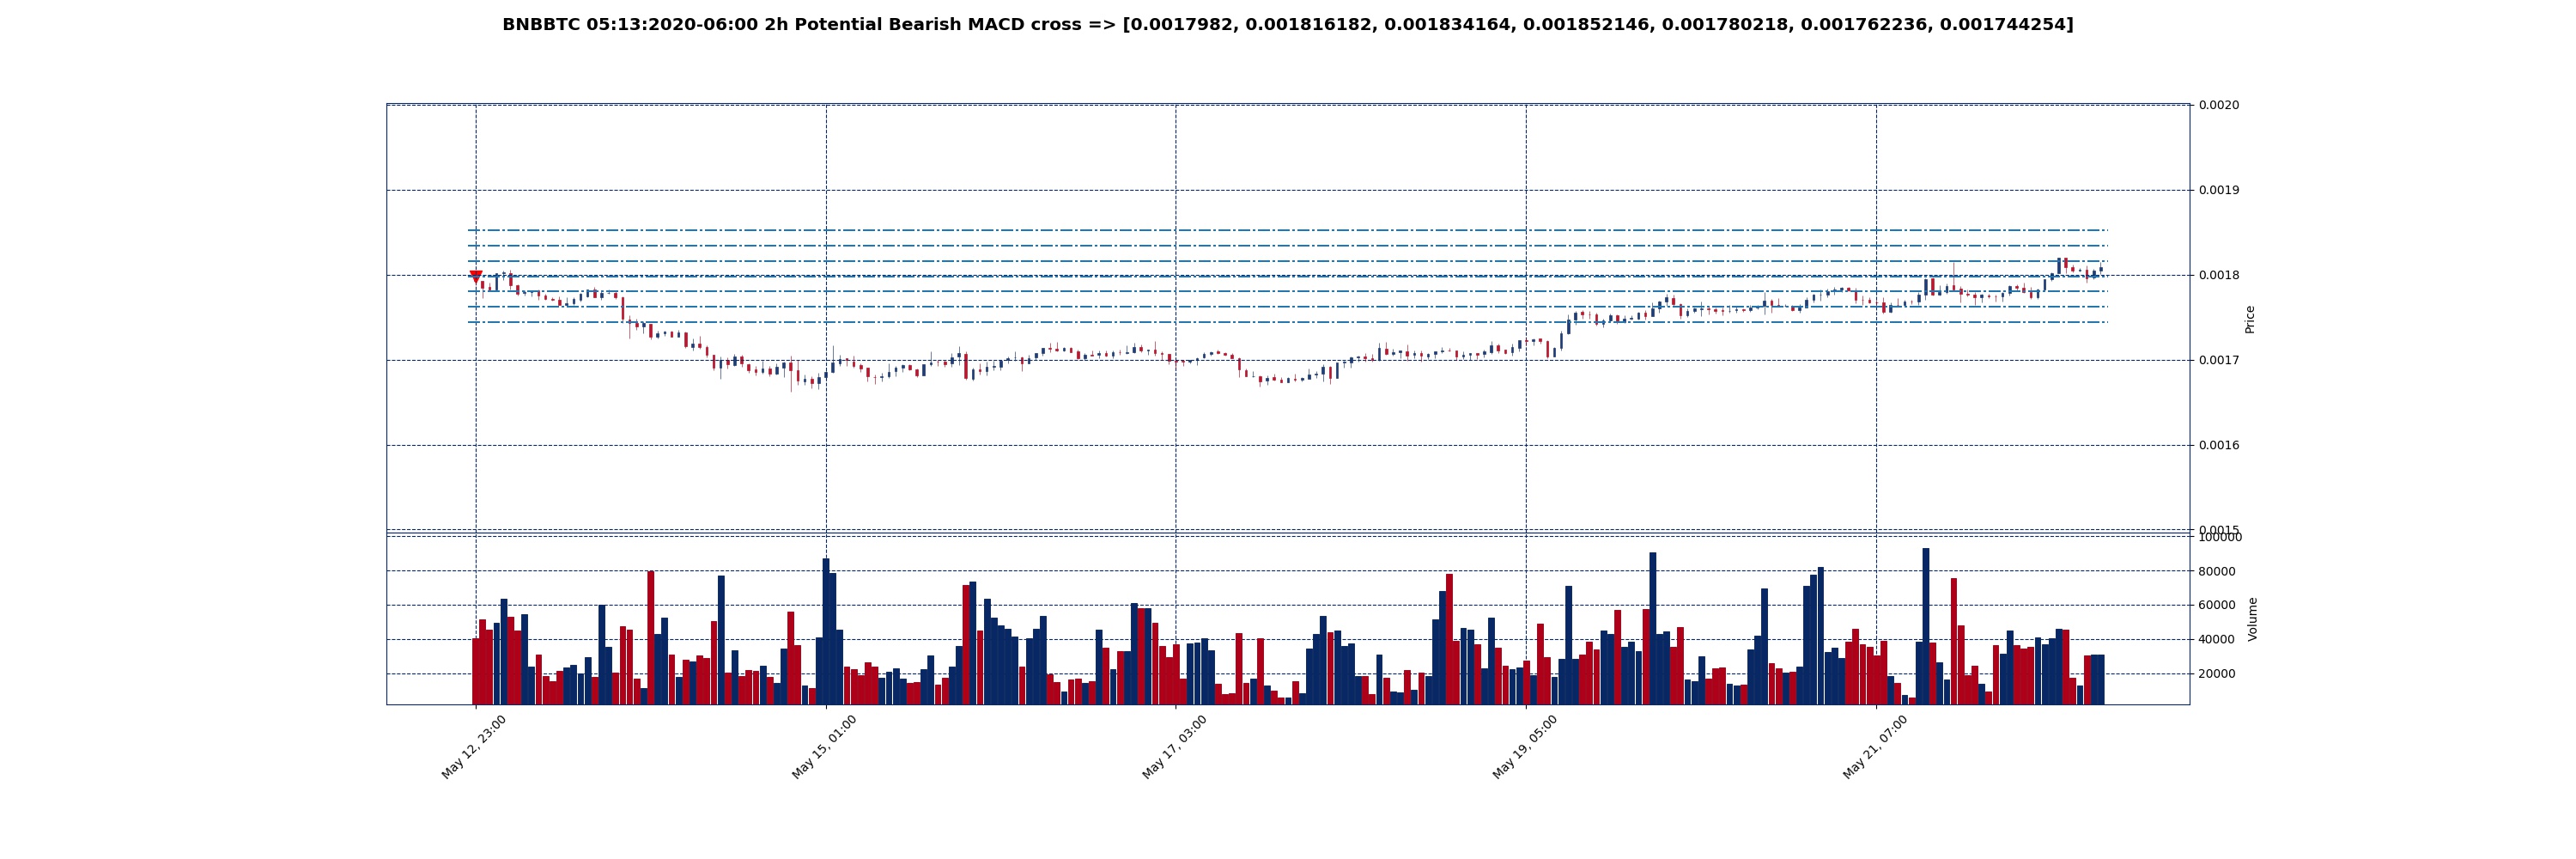 BNBBTC 05:13:2020-06:00 2h Potential Bearish MACD cross => [0.0017982, 0.001816182, 0.001834164, 0.001852146, 0.001780218, 0.001762236, 0.001744254]
0.0020
0.0019
0.0018
0.0017
0.0016
0.0015
Price
100000
80000
60000
40000
20000
Volume
May 12, 23:00
May 15, 01:00
May 17, 03:00
May 19, 05:00
May 21, 07:00